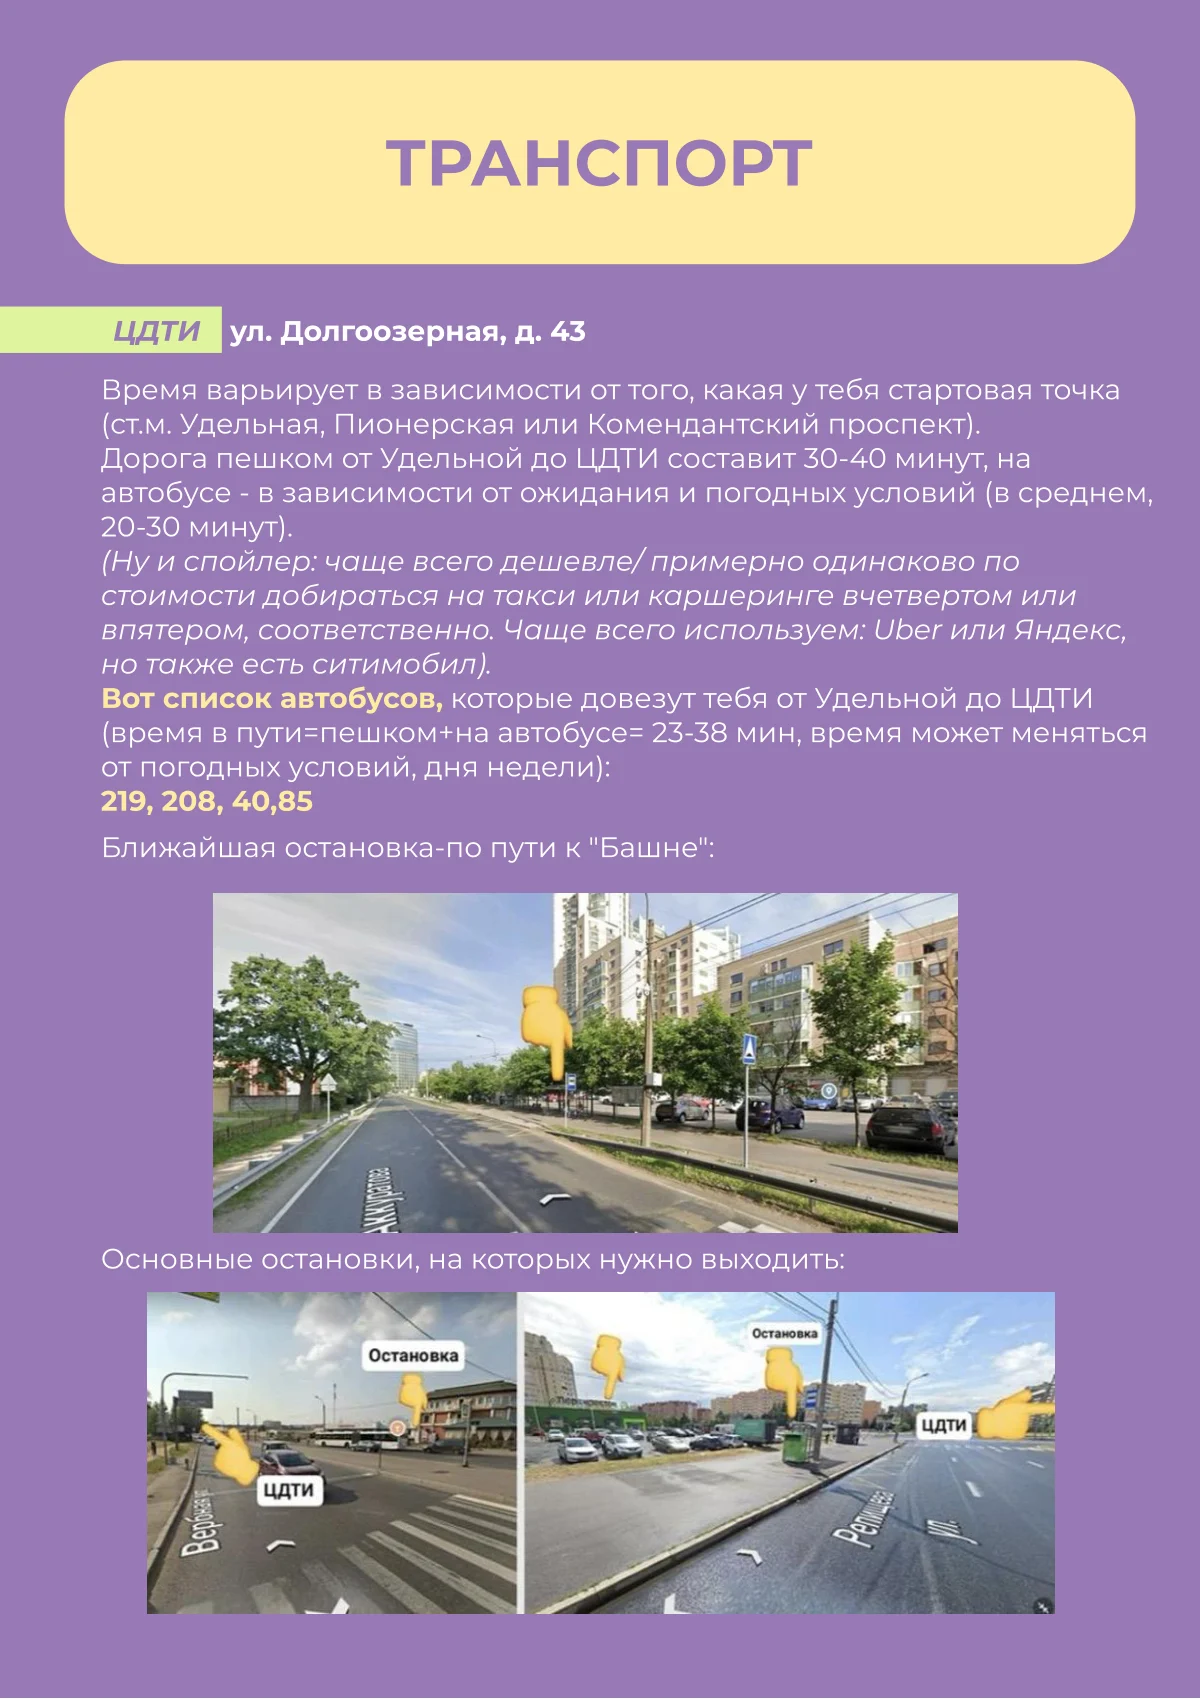 ТРАНСПОРТ
ЦДТИ ул. Долгоозерная, д. 43
Время варьирует в зависимости от того, какая у тебя стартовая точка
(ст.м. Удельная, Пионерская или Комендантский проспект).
Дорога пешком от Удельной до ЦДТИ составит 30-40 минут, на
автобусе - в зависимости от ожидания и погодных условий (в среднем,
20-30 минут).
(Ну и спойлер: чаще всего дешевле/ примерно одинаково по
стоимости добираться на такси или каршеринге вчетвертом или
впятером, соответственно. Чаще всего используем: Uber или Яндекс,
но также есть ситимобил).
Вот список автобусов, которые довезут тебя от Удельной до ЦДТИ
(время в пути=пешком+на автобусе= 23-38 мин, время может меняться
от погодных условий, дня недели):
219, 208, 40,85
Ближайшая остановка-по пути к "Башне":
Аккуратова
Основные остановки, на которых нужно выходить:
Остановка
ЦДТИ
Вербная ул.
Остановка
ЦДТИ
Репищева
ул.